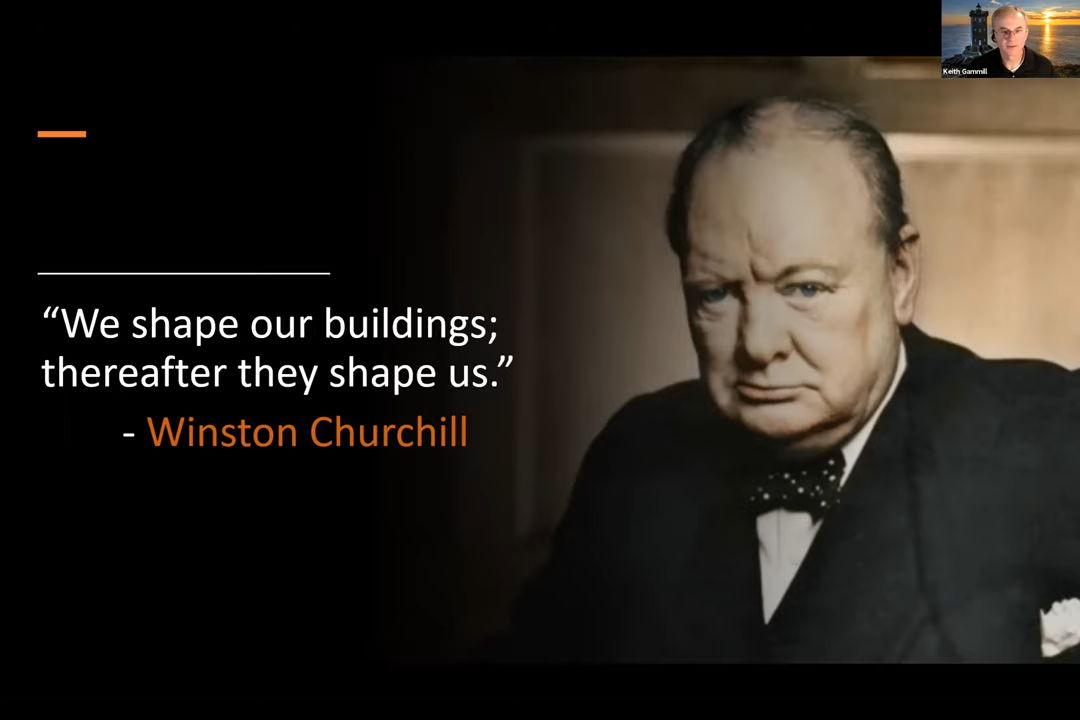 Keith Gammill
“We shape our buildings;
thereafter they shape us.”
- Winston Churchill